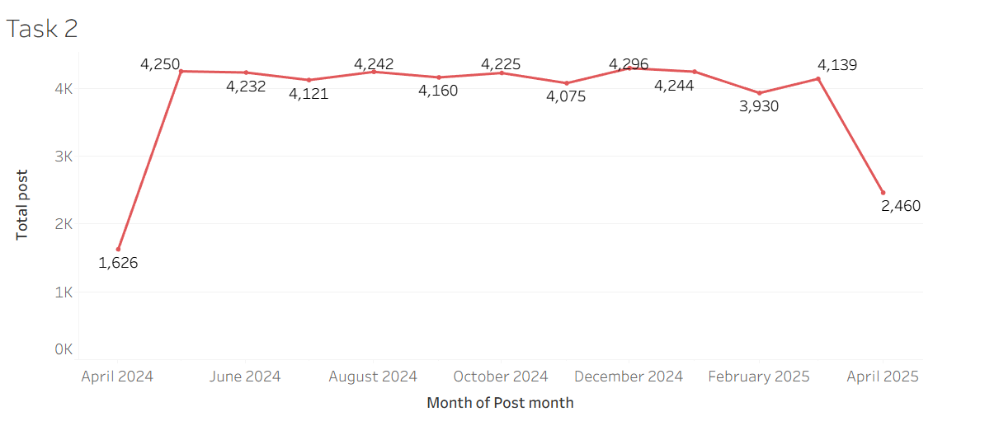 Task 2
4,250
4,242
4,225
4,296
4,139
4,232
4,121
4,160
4,075
4,244
3,930
2,460
1,626
4K
3K
2K
1K
0K
Total post
April 2024
June 2024
August 2024
October 2024
December 2024
February 2025
April 2025
Month of Post month